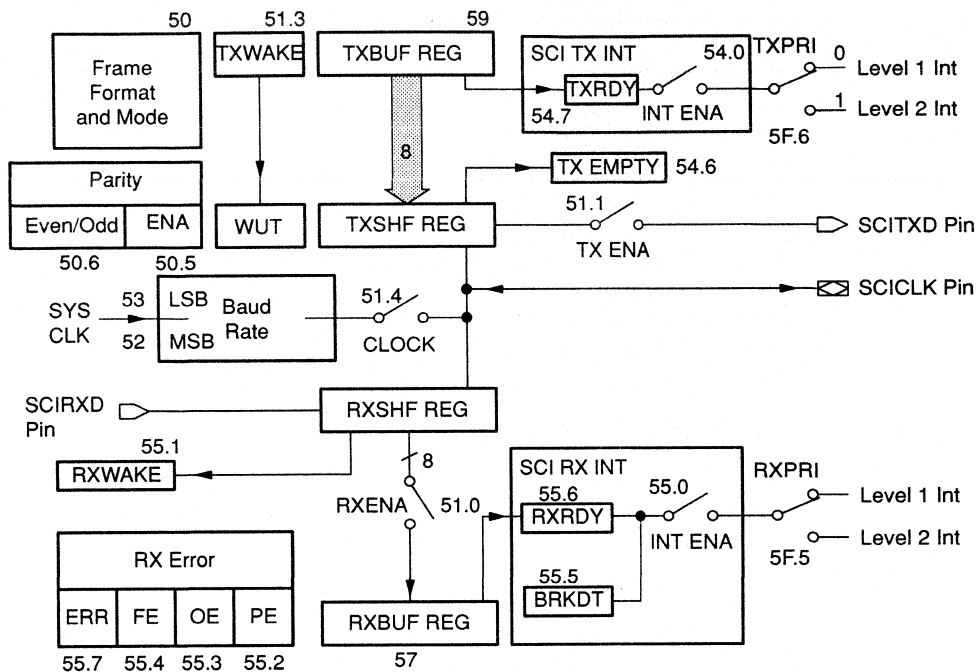 50
51.3
59
Frame
Format
and Mode
TXWAKE
TXBUF REG
SCI TX INT
54.0
TXPRI
0
Level 1 Int
TXRDY
54.7
INT ENA
1
Level 2 Int
5F.6
8
TX EMPTY
54.6
Parity
Even/Odd
ENA
50.6
50.5
WUT
TXSHF REG
51.1
TX ENA
SCITXD Pin
SCICLK Pin
SYS
CLK
53
52
LSB
MSB
Baud
Rate
51.4
CLOCK
SCIRXD
Pin
RXSHF REG
55.1
RXWAKE
8
RXENA
51.0
SCI RX INT
55.6
RXRDY
55.0
INT ENA
55.5
BRKDT
RXPRI
Level 1 Int
Level 2 Int
5F.5
RX Error
ERR
FE
OE
PE
55.7
55.4
55.3
55.2
RXBUF REG
57